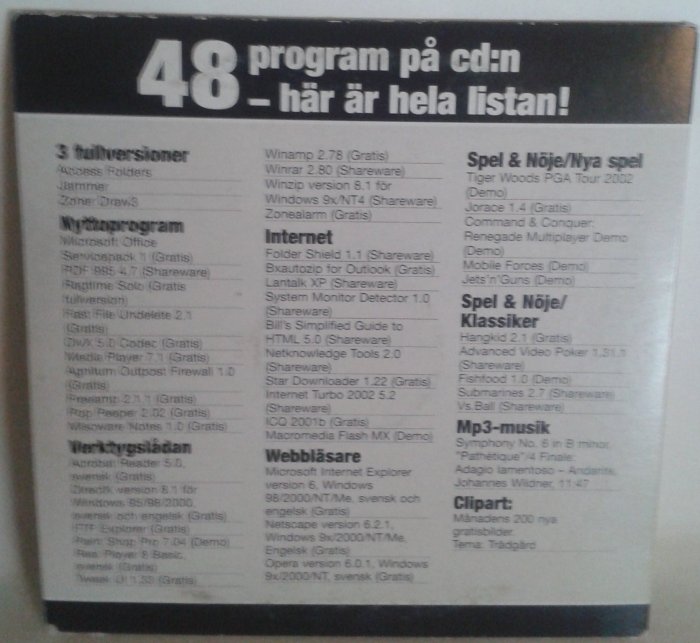 48 program på cd:n
– här är hela listan!
3 fullversioner
Access Folders
Jammer
Zoner Draw3
Nyttoprogram
Microsoft Office
Servicepack 1 (Gratis)
PDF 995 4.7 (Shareware)
Ragtime Solo (Gratis
fullversion)
Fast File Undelete 2.1
(Gratis)
DivX 5.0 Codec (Gratis)
Media Player 7.1 (Gratis)
Agnitum Outpost Firewall 1.0
(Gratis)
Freeamp 2.1.1 (Gratis)
Pop Peeper 2.02 (Gratis)
Misoware Notes 1.0 (Gratis)
Verktygslådan
Acrobat Reader 5.0,
svensk (Gratis)
DirectX version 8.1 för
Windows 95/98/2000,
svensk och engelsk (Gratis)
FTP Explorer (Gratis)
Paint Shop Pro 7.04 (Demo)
Real Player 8 Basic,
svensk (Gratis)
Tweak UI 1.33 (Gratis)
Winamp 2.78 (Gratis)
Winrar 2.80 (Shareware)
Winzip version 8.1 för
Windows 9x/NT4 (Shareware)
Zonealarm (Gratis)
Internet
Folder Shield 1.1 (Shareware)
Bxautozip for Outlook (Gratis)
Lantalk XP (Shareware)
System Monitor Detector 1.0
(Shareware)
Bill's Simplified Guide to
HTML 5.0 (Shareware)
Netknowledge Tools 2.0
(Shareware)
Star Downloader 1.22 (Gratis)
Internet Turbo 2002 5.2
(Shareware)
ICQ 2001b (Gratis)
Macromedia Flash MX (Demo)
Webbläsare
Microsoft Internet Explorer
version 6, Windows
98/2000/NT/Me, svensk och
engelsk (Gratis)
Netscape version 6.2.1,
Windows 9x/2000/NT/Me,
Engelsk (Gratis)
Opera version 6.0.1, Windows
9x/2000/NT, svensk (Gratis)
Spel & Nöje/Nya spel
Tiger Woods PGA Tour 2002
(Demo)
Jorace 1.4 (Gratis)
Command & Conquer:
Renegade Multiplayer Demo
(Demo)
Mobile Forces (Demo)
Jets'n'Guns (Demo)
Spel & Nöje/
Klassiker
Hangkid 2.1 (Gratis)
Advanced Video Poker 1.31.1
(Shareware)
Fishfood 1.0 (Demo)
Submarines 2.7 (Shareware)
Vs.Ball (Shareware)
Mp3-musik
Symphony No. 6 in B minor,
"Pathétique"/4 Finale:
Adagio lamentoso – Andante,
Johannes Wildner, 11:47
Clipart:
Månadens 200 nya
gratisbilder.
Tema: Trädgård